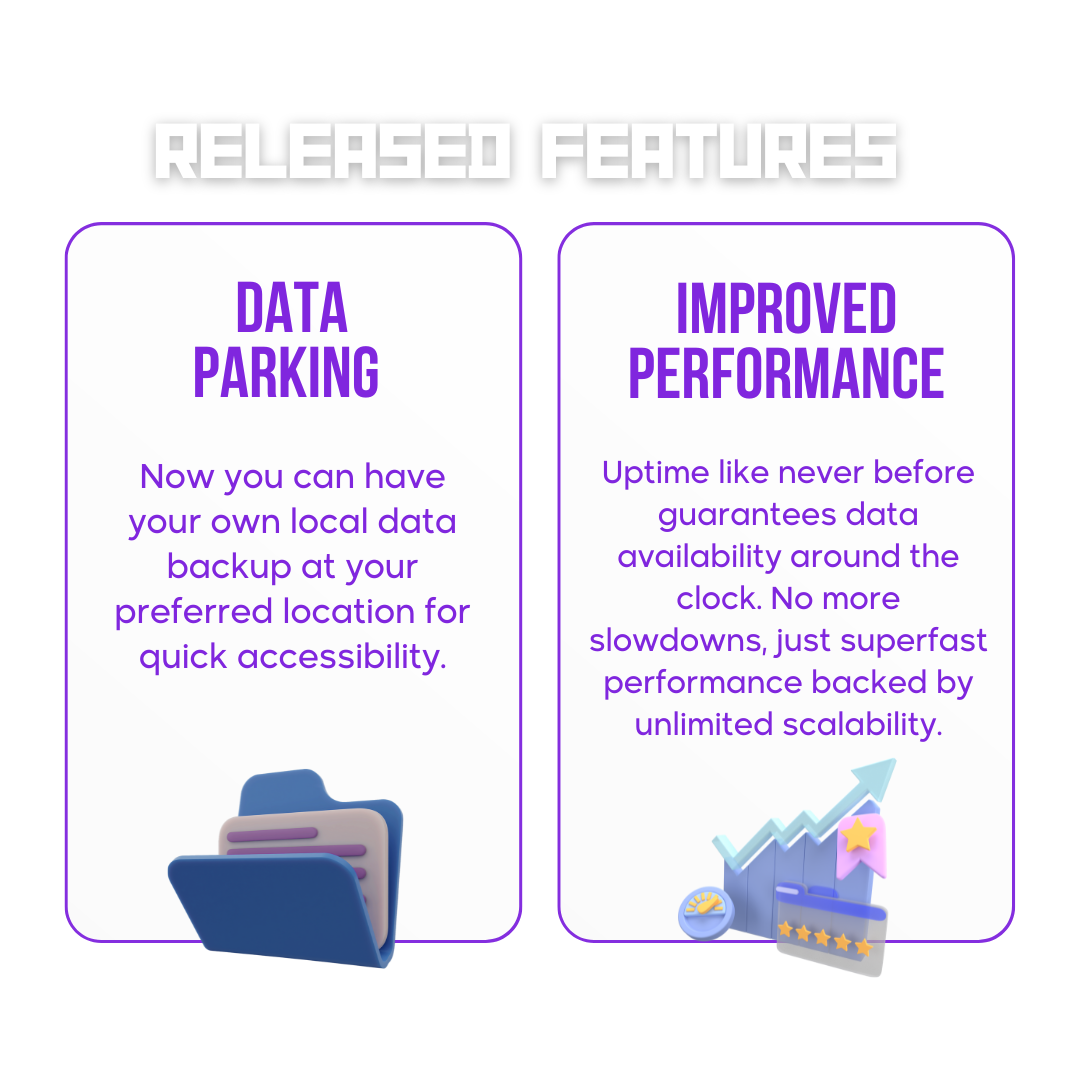 RELEASED FEATURES
DATA
PARKING
Now you can have
your own local data
backup at your
preferred location for
quick accessibility.
IMPROVED
PERFORMANCE
Uptime like never before
guarantees data
availability around the
clock. No more
slowdowns, just superfast
performance backed by
unlimited scalability.